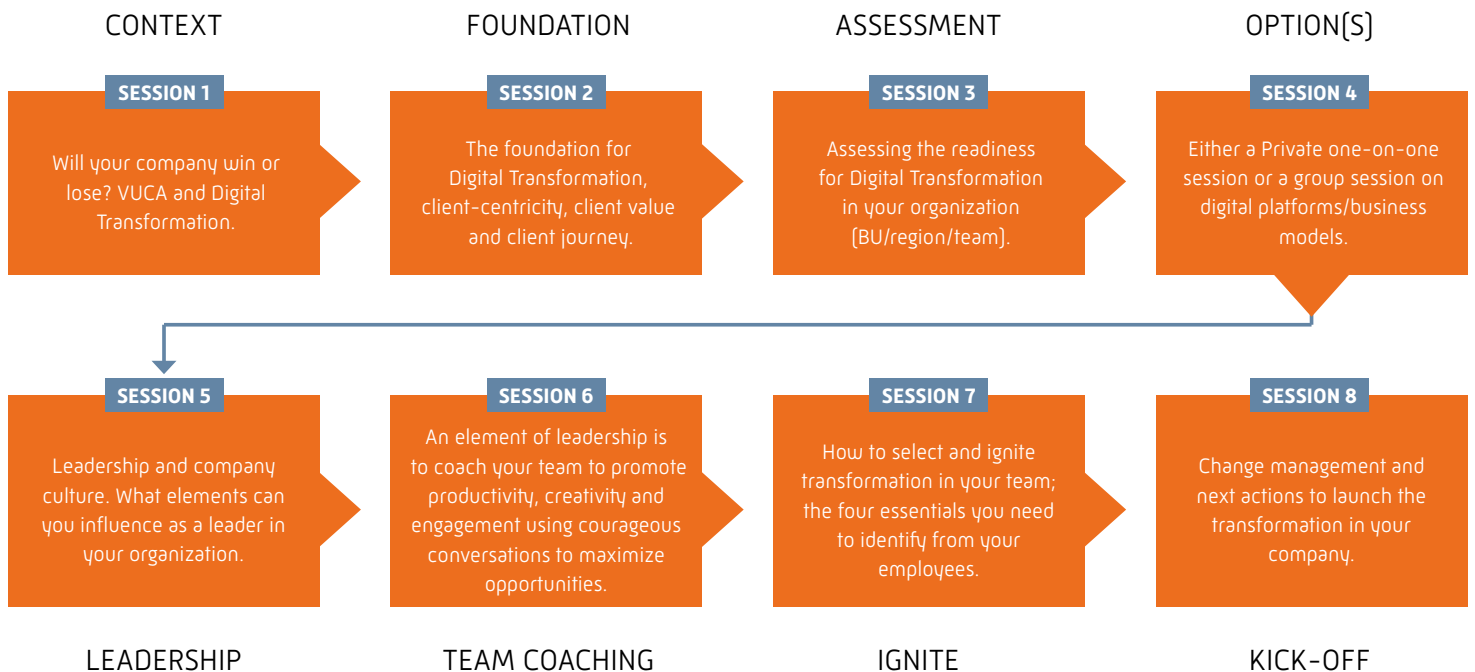 CONTEXT
SESSION 1
Will your company win or
lose? VUCA and Digital
Transformation.
FOUNDATION
SESSION 2
The foundation for
Digital Transformation,
client-centricity, client value
and client journey.
ASSESSMENT
SESSION 3
Assessing the readiness
for Digital Transformation
in your organization
(BU/region/team).
OPTION(S)
SESSION 4
Either a Private one-on-one
session or a group session on
digital platforms/business
models.
SESSION 5
Leadership and company
culture. What elements can
you influence as a leader in
your organization.
LEADERSHIP
SESSION 6
An element of leadership is
to coach your team to promote
productivity, creativity and
engagement using courageous
conversations to maximize
opportunities.
TEAM COACHING
SESSION 7
How to select and ignite
transformation in your team;
the four essentials you need
to identify from your
employees.
IGNITE
SESSION 8
Change management and
next actions to launch the
transformation in your
company.
KICK-OFF